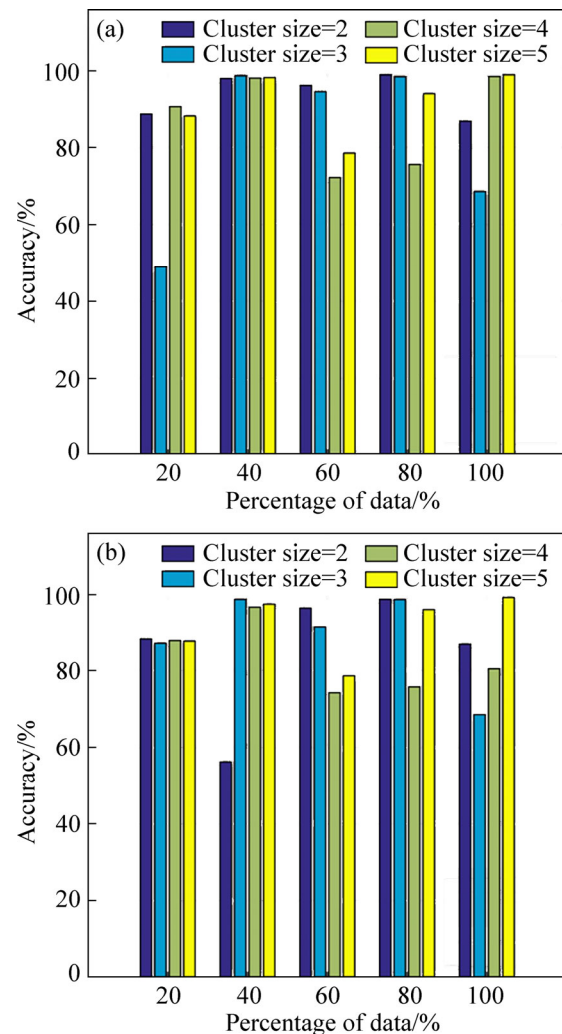 (a) Cluster size=2 Cluster size=4
Cluster size=3 Cluster size=5
100
80
60
40
20
0
Accuracy/%
20 40 60 80 100
Percentage of data/%
(b) Cluster size=2 Cluster size=4
Cluster size=3 Cluster size=5
100
80
60
40
20
0
Accuracy/%
20 40 60 80 100
Percentage of data/%